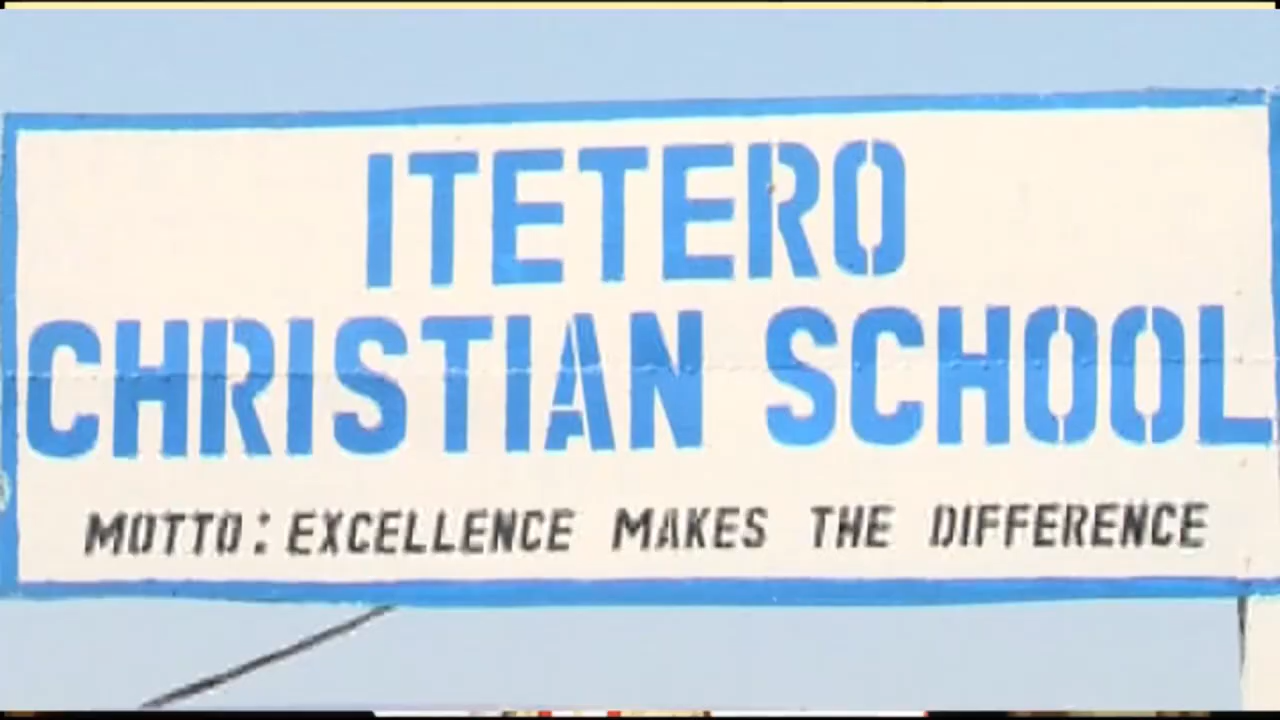 ITETERO
CHRISTIAN SCHOOL
MOTTO: EXCELLENCE MAKES THE DIFFERENCE